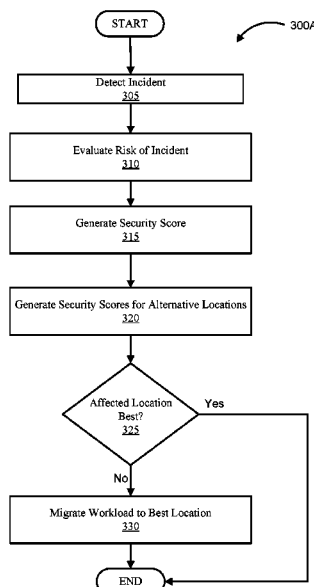 START
300A
Detect Incident
305
Evaluate Risk of Incident
310
Generate Security Score
315
Generate Security Scores for Alternative Locations
320
Affected Location
Best?
325
Yes
No
Migrate Workload to Best Location
330
END